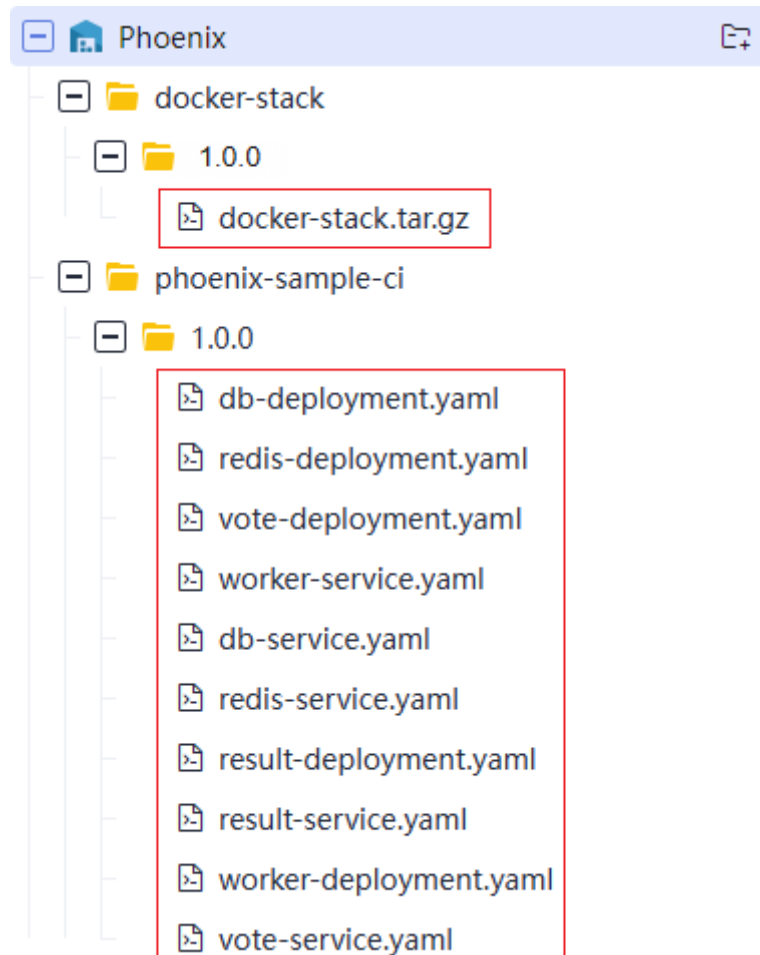 Phoenix
docker-stack
1.0.0
docker-stack.tar.gz
phoenix-sample-ci
1.0.0
db-deployment.yaml
redis-deployment.yaml
vote-deployment.yaml
worker-service.yaml
db-service.yaml
redis-service.yaml
result-deployment.yaml
result-service.yaml
worker-deployment.yaml
vote-service.yaml